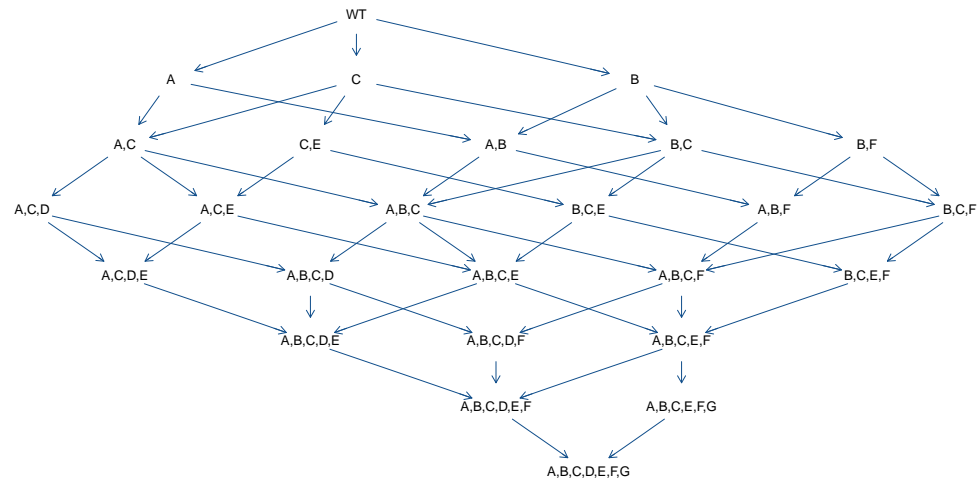 WT
A C B
A,C C,E A,B B,C B,F
A,C,D A,C,E A,B,C B,C,E A,B,F B,C,F
A,C,D,E A,B,C,D A,B,C,E A,B,C,F B,C,E,F
A,B,C,D,E A,B,C,D,F A,B,C,E,F
A,B,C,D,E,F A,B,C,E,F,G
A,B,C,D,E,F,G